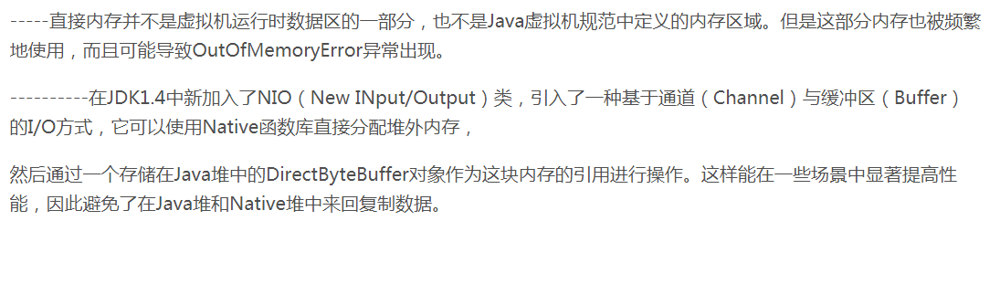 -----直接内存并不是虚拟机运行时数据区的一部分，也不是Java虚拟机规范中定义的内存区域。但是这部分内存也被频繁
地使用，而且可能导致OutOfMemoryError异常出现。
----------在JDK1.4中新加入了NIO（New INput/Output）类，引入了一种基于通道（Channel）与缓冲区（Buffer）
的I/O方式，它可以使用Native函数库直接分配堆外内存，
然后通过一个存储在Java堆中的DirectByteBuffer对象作为这块内存的引用进行操作。这样能在一些场景中显著提高性
能，因此避免了在Java堆和Native堆中来回复制数据。